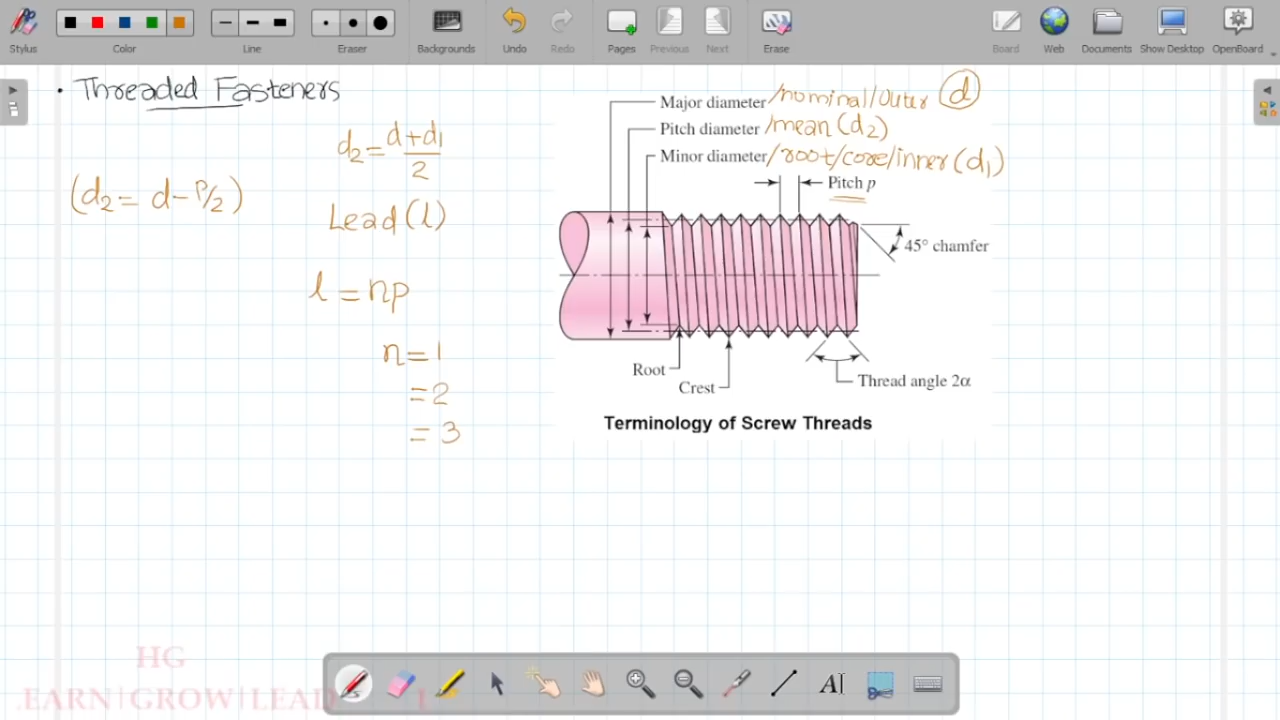 Stylus
Color
Line
Eraser
Backgrounds
Undo
Redo
Pages
Previous
Next
Erase
Board
Web
Documents
Show Desktop
OpenBoard
• Threaded Fasteners
d2 = d+d1
2
(d2 = d-P/2)
Lead (l)
l = np
n = 1
= 2
= 3
Major diameter /nominal/outer (d)
Pitch diameter /mean (d2)
Minor diameter /root/core/inner (d1)
Pitch p
45° chamfer
Root
Crest
Thread angle 2α
Terminology of Screw Threads
HG
EARN|GROW|LEAD
AI